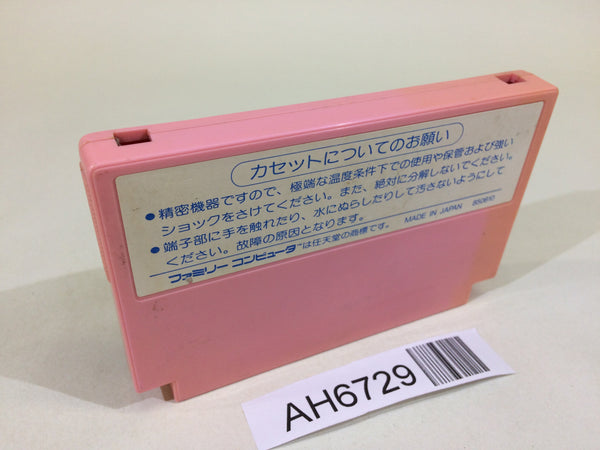 カセットについてのお願い
●精密機器ですので、極端な温度条件下での使用や保管および強い
ショックをさけてください。また、絶対に分解しないでください。
●端子部に手を触れたり、水にぬらしたりして汚さないようにして
ください。故障の原因となります。
ファミリー コンピュータ™は任天堂の商標です。 MADE IN JAPAN 850610
AH6729